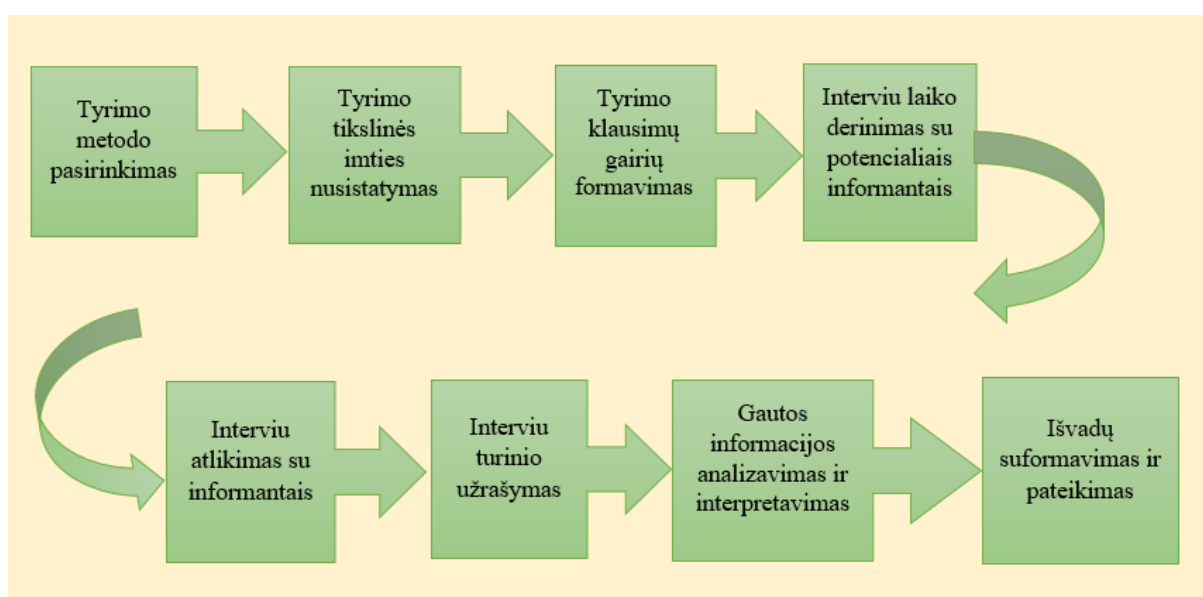 Tyrimo
metodo
pasirinkimas
Tyrimo
tikslinės
imties
nusistatymas
Tyrimo
klausimų
gairių
formavimas
Interviu laiko
derinimas su
potencialiais
informantais
Interviu
atlikimas su
informantais
Interviu
turinio
užrašymas
Gautos
informacijos
analizavimas ir
interpretavimas
Išvadų
suformavimas ir
pateikimas